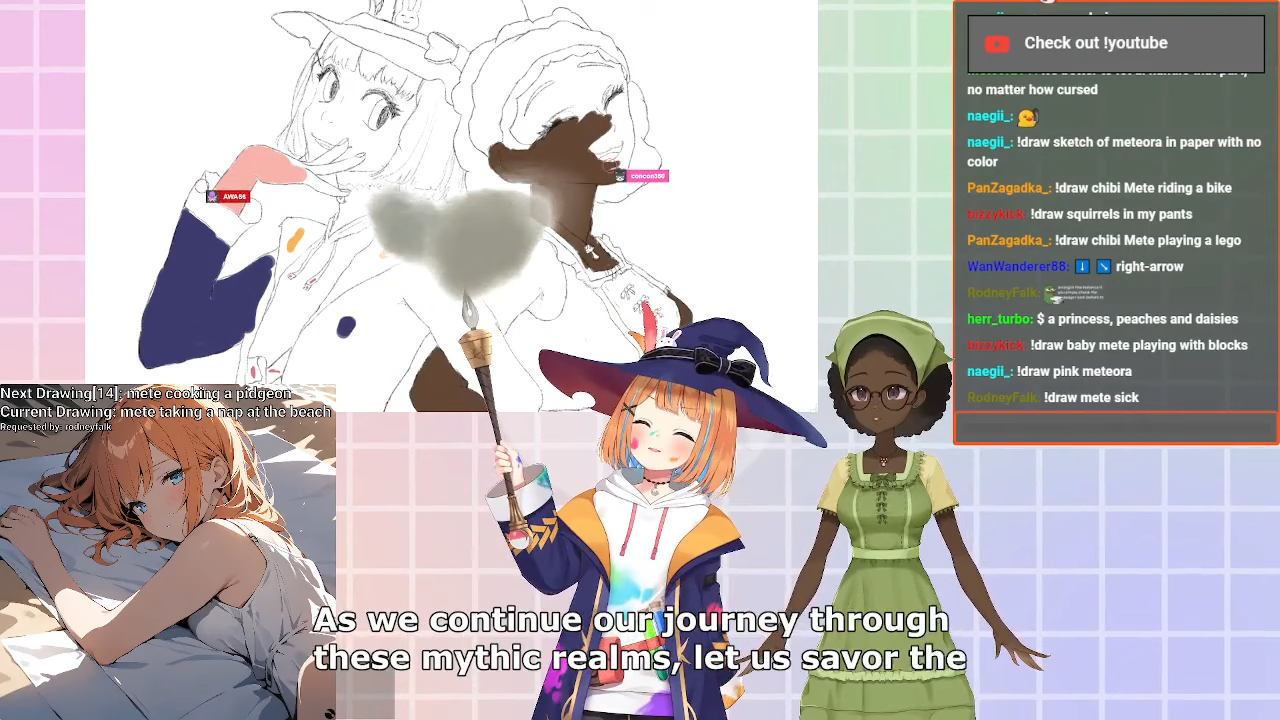 Check out !youtube
no matter how cursed
naegii_:
naegii_: !draw sketch of meteora in paper with no
color
PanZagadka_: !draw chibi Mete riding a bike
bizzykick: !draw squirrels in my pants
PanZagadka_: !draw chibi Mete playing a lego
WanWanderer88: right-arrow
RodneyFalk:
herr_turbo: $ a princess, peaches and daisies
bizzykick: !draw baby mete playing with blocks
naegii_: !draw pink meteora
RodneyFalk: !draw mete sick
AWA56
concon360
Next Drawing[14]: mete cooking a pidgeon
Current Drawing: mete taking a nap at the beach
Requested by: rodneyfalk
As we continue our journey through
these mythic realms, let us savor the